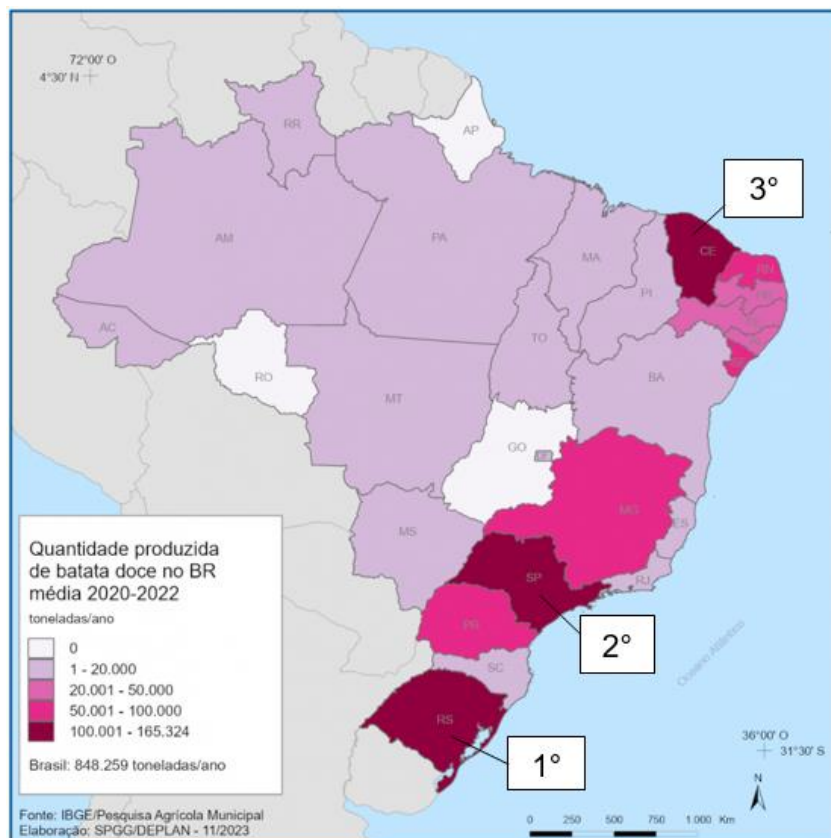 72°00' O
4°30' N
RR
AP
3°
AM
PA
MA
CE
RN
PI
AC
TO
RO
BA
MT
GO
DF
MG
ES
MS
SP
RJ
PR
2°
SC
Oceano Atlântico
RS
1°
36°00' O
31°30' S
N
Quantidade produzida
de batata doce no BR
média 2020-2022
toneladas/ano
0
1 - 20.000
20.001 - 50.000
50.001 - 100.000
100.001 - 165.324
Brasil: 848.259 toneladas/ano
Fonte: IBGE/Pesquisa Agrícola Municipal
Elaboração: SPGG/DEPLAN - 11/2023
0 250 500 750 1.000 Km